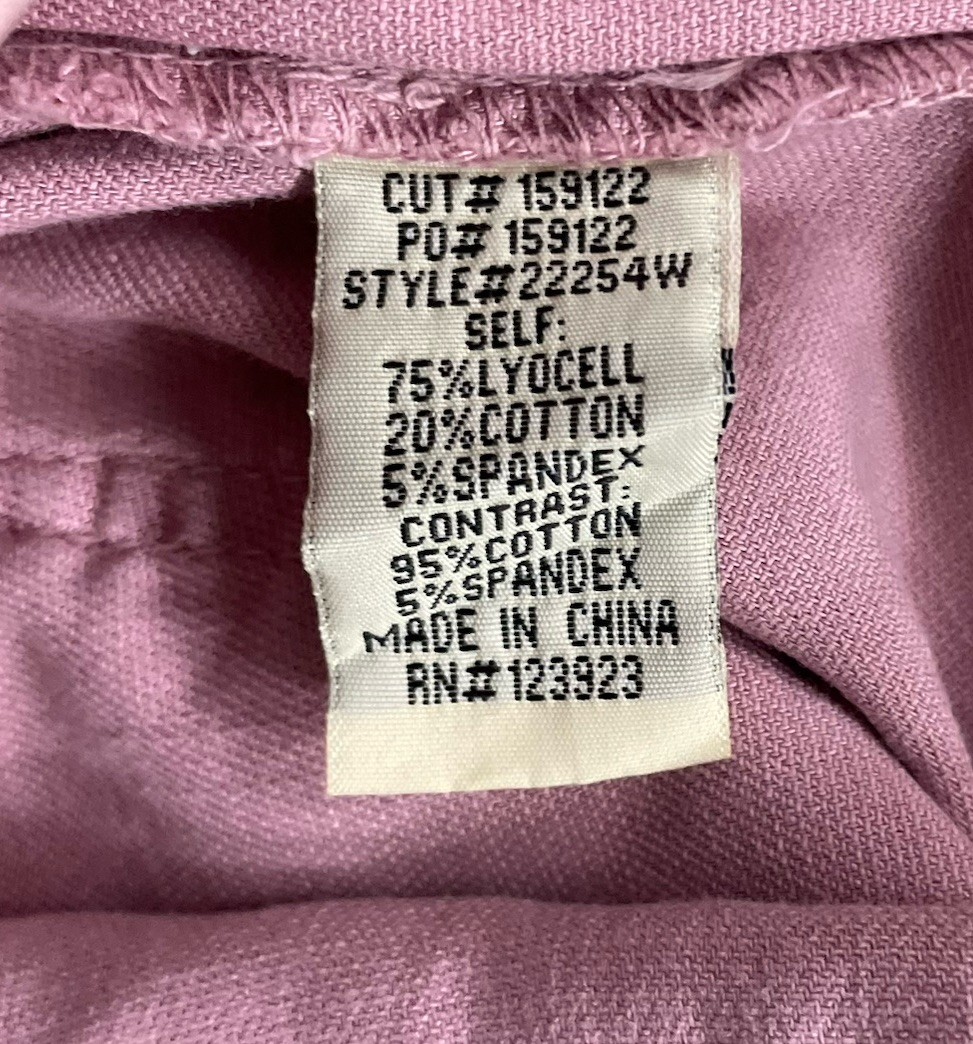 CUT# 159122
PO# 159122
STYLE#22254W
SELF:
75%LYOCELL
20%COTTON
5%SPANDEX
CONTRAST:
95%COTTON
5%SPANDEX
MADE IN CHINA
RN#123923